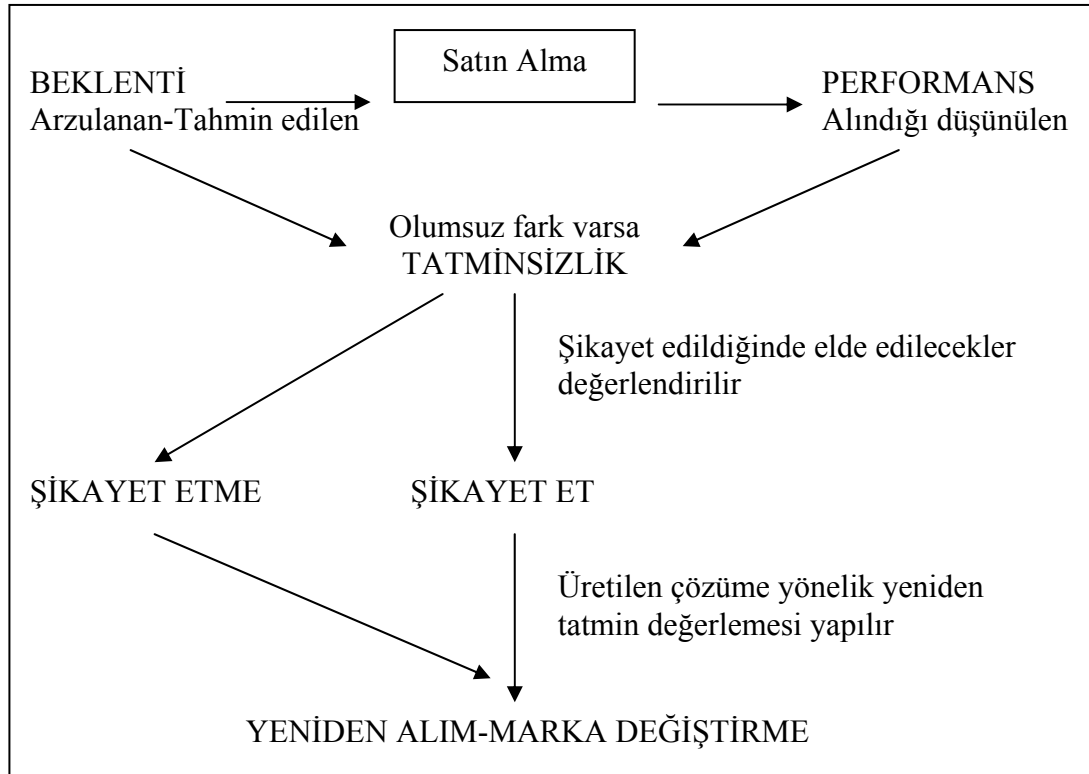 Satın Alma
BEKLENTİ
Arzulanan-Tahmin edilen
PERFORMANS
Alındığı düşünülen
Olumsuz fark varsa
TATMİNSİZLİK
Şikayet edildiğinde elde edilecekler
değerlendirilir
ŞİKAYET ETME
ŞİKAYET ET
Üretilen çözüme yönelik yeniden
tatmin değerlemesi yapılır
YENİDEN ALIM-MARKA DEĞİŞTİRME